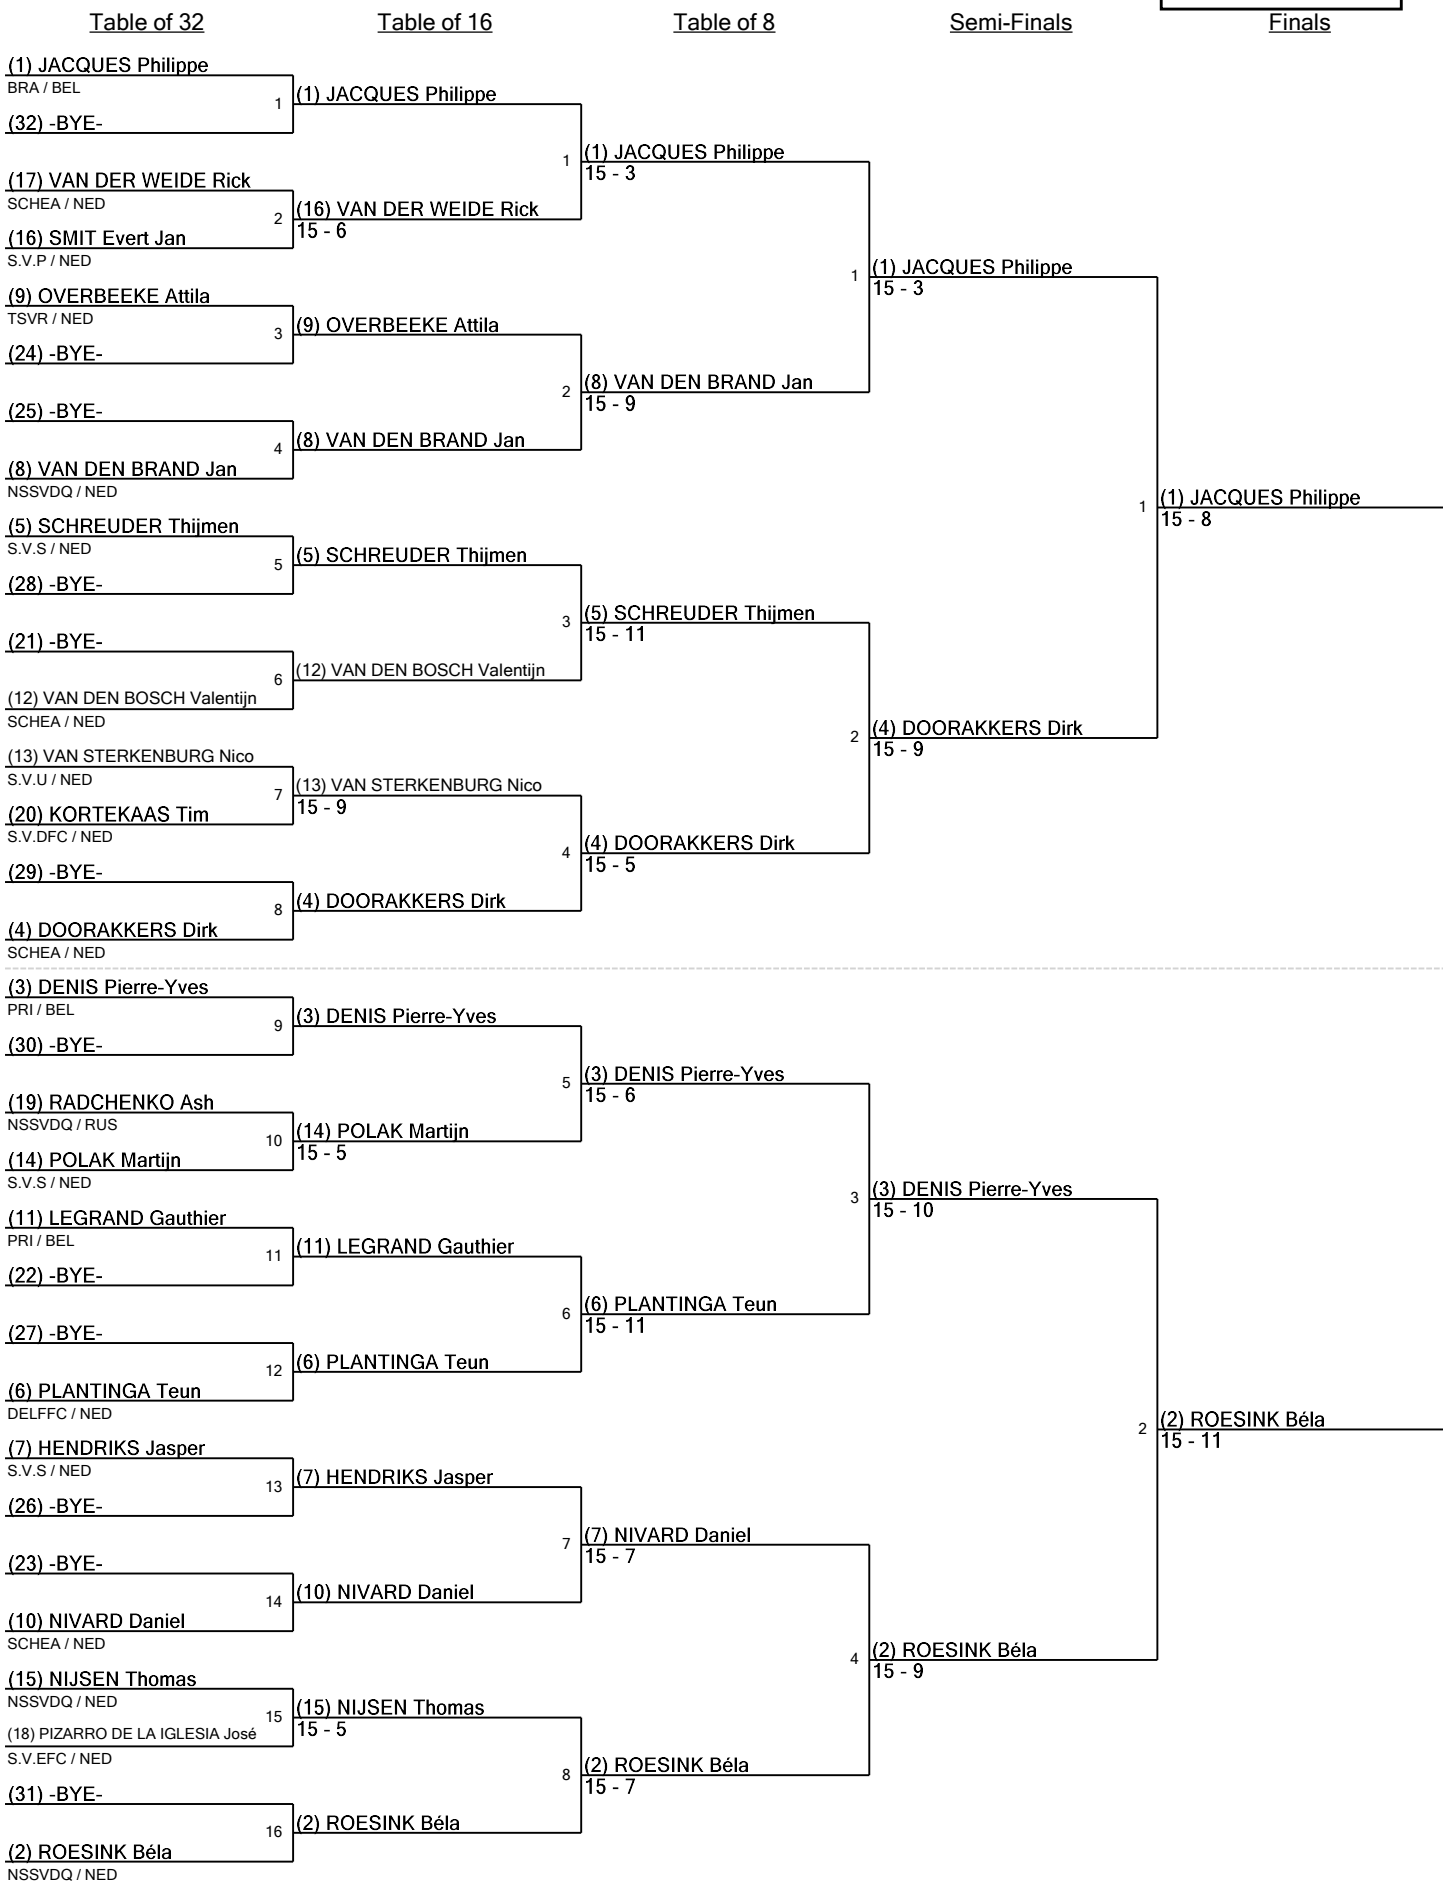 Table of 32
Table of 16
Table of 8
Semi-Finals
Finals
(1) JACQUES Philippe
BRA / BEL
1
(32) -BYE-
(17) VAN DER WEIDE Rick
SCHEA / NED
2
(16) SMIT Evert Jan
S.V.P / NED
(9) OVERBEEKE Attila
TSVR / NED
3
(24) -BYE-
(25) -BYE-
4
(8) VAN DEN BRAND Jan
NSSVDQ / NED
(5) SCHREUDER Thijmen
S.V.S / NED
5
(28) -BYE-
(21) -BYE-
6
(12) VAN DEN BOSCH Valentijn
SCHEA / NED
(13) VAN STERKENBURG Nico
S.V.U / NED
7
(20) KORTEKAAS Tim
S.V.DFC / NED
(29) -BYE-
8
(4) DOORAKKERS Dirk
SCHEA / NED
(3) DENIS Pierre-Yves
PRI / BEL
9
(30) -BYE-
(19) RADCHENKO Ash
NSSVDQ / RUS
10
(14) POLAK Martijn
S.V.S / NED
(11) LEGRAND Gauthier
PRI / BEL
11
(22) -BYE-
(27) -BYE-
12
(6) PLANTINGA Teun
DELFFC / NED
(7) HENDRIKS Jasper
S.V.S / NED
13
(26) -BYE-
(23) -BYE-
14
(10) NIVARD Daniel
SCHEA / NED
(15) NIJSEN Thomas
NSSVDQ / NED
15
(18) PIZARRO DE LA IGLESIA José
S.V.EFC / NED
(31) -BYE-
16
(2) ROESINK Béla
NSSVDQ / NED
(1) JACQUES Philippe
1
(16) VAN DER WEIDE Rick
15 - 6
(9) OVERBEEKE Attila
2
(8) VAN DEN BRAND Jan
(5) SCHREUDER Thijmen
3
(12) VAN DEN BOSCH Valentijn
(13) VAN STERKENBURG Nico
15 - 9
4
(4) DOORAKKERS Dirk
(3) DENIS Pierre-Yves
5
(14) POLAK Martijn
15 - 5
(11) LEGRAND Gauthier
6
(6) PLANTINGA Teun
(7) HENDRIKS Jasper
7
(10) NIVARD Daniel
(15) NIJSEN Thomas
15 - 5
8
(2) ROESINK Béla
(1) JACQUES Philippe
15 - 3
1
(8) VAN DEN BRAND Jan
15 - 9
(5) SCHREUDER Thijmen
15 - 11
2
(4) DOORAKKERS Dirk
15 - 5
(3) DENIS Pierre-Yves
15 - 6
3
(6) PLANTINGA Teun
15 - 11
(7) NIVARD Daniel
15 - 7
4
(2) ROESINK Béla
15 - 7
(1) JACQUES Philippe
15 - 3
1
(4) DOORAKKERS Dirk
15 - 9
(3) DENIS Pierre-Yves
15 - 10
2
(2) ROESINK Béla
15 - 9
(1) JACQUES Philippe
15 - 8
(2) ROESINK Béla
15 - 11